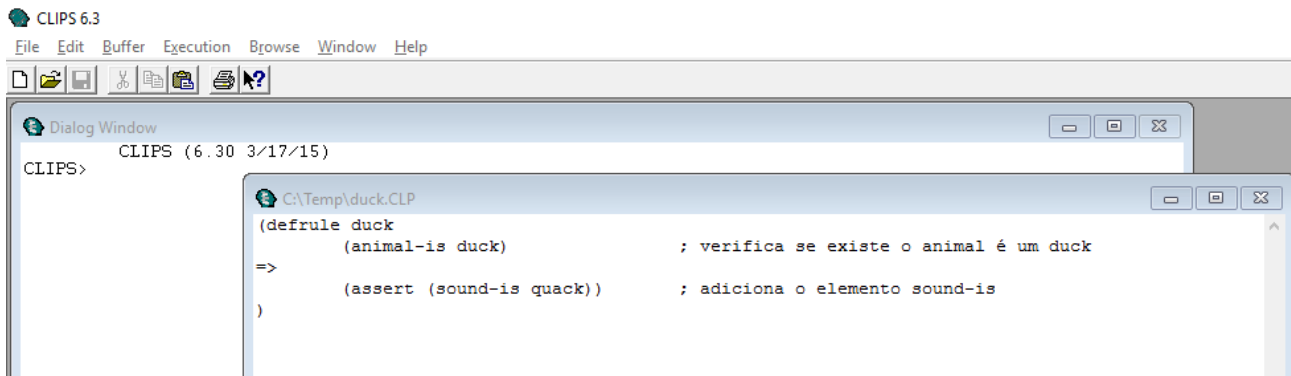 CLIPS 6.3
File Edit Buffer Execution Browse Window Help
Dialog Window
CLIPS (6.30 3/17/15)
CLIPS>
C:\Temp\duck.CLP
(defrule duck
(animal-is duck) ; verifica se existe o animal é um duck
=>
(assert (sound-is quack)) ; adiciona o elemento sound-is
)